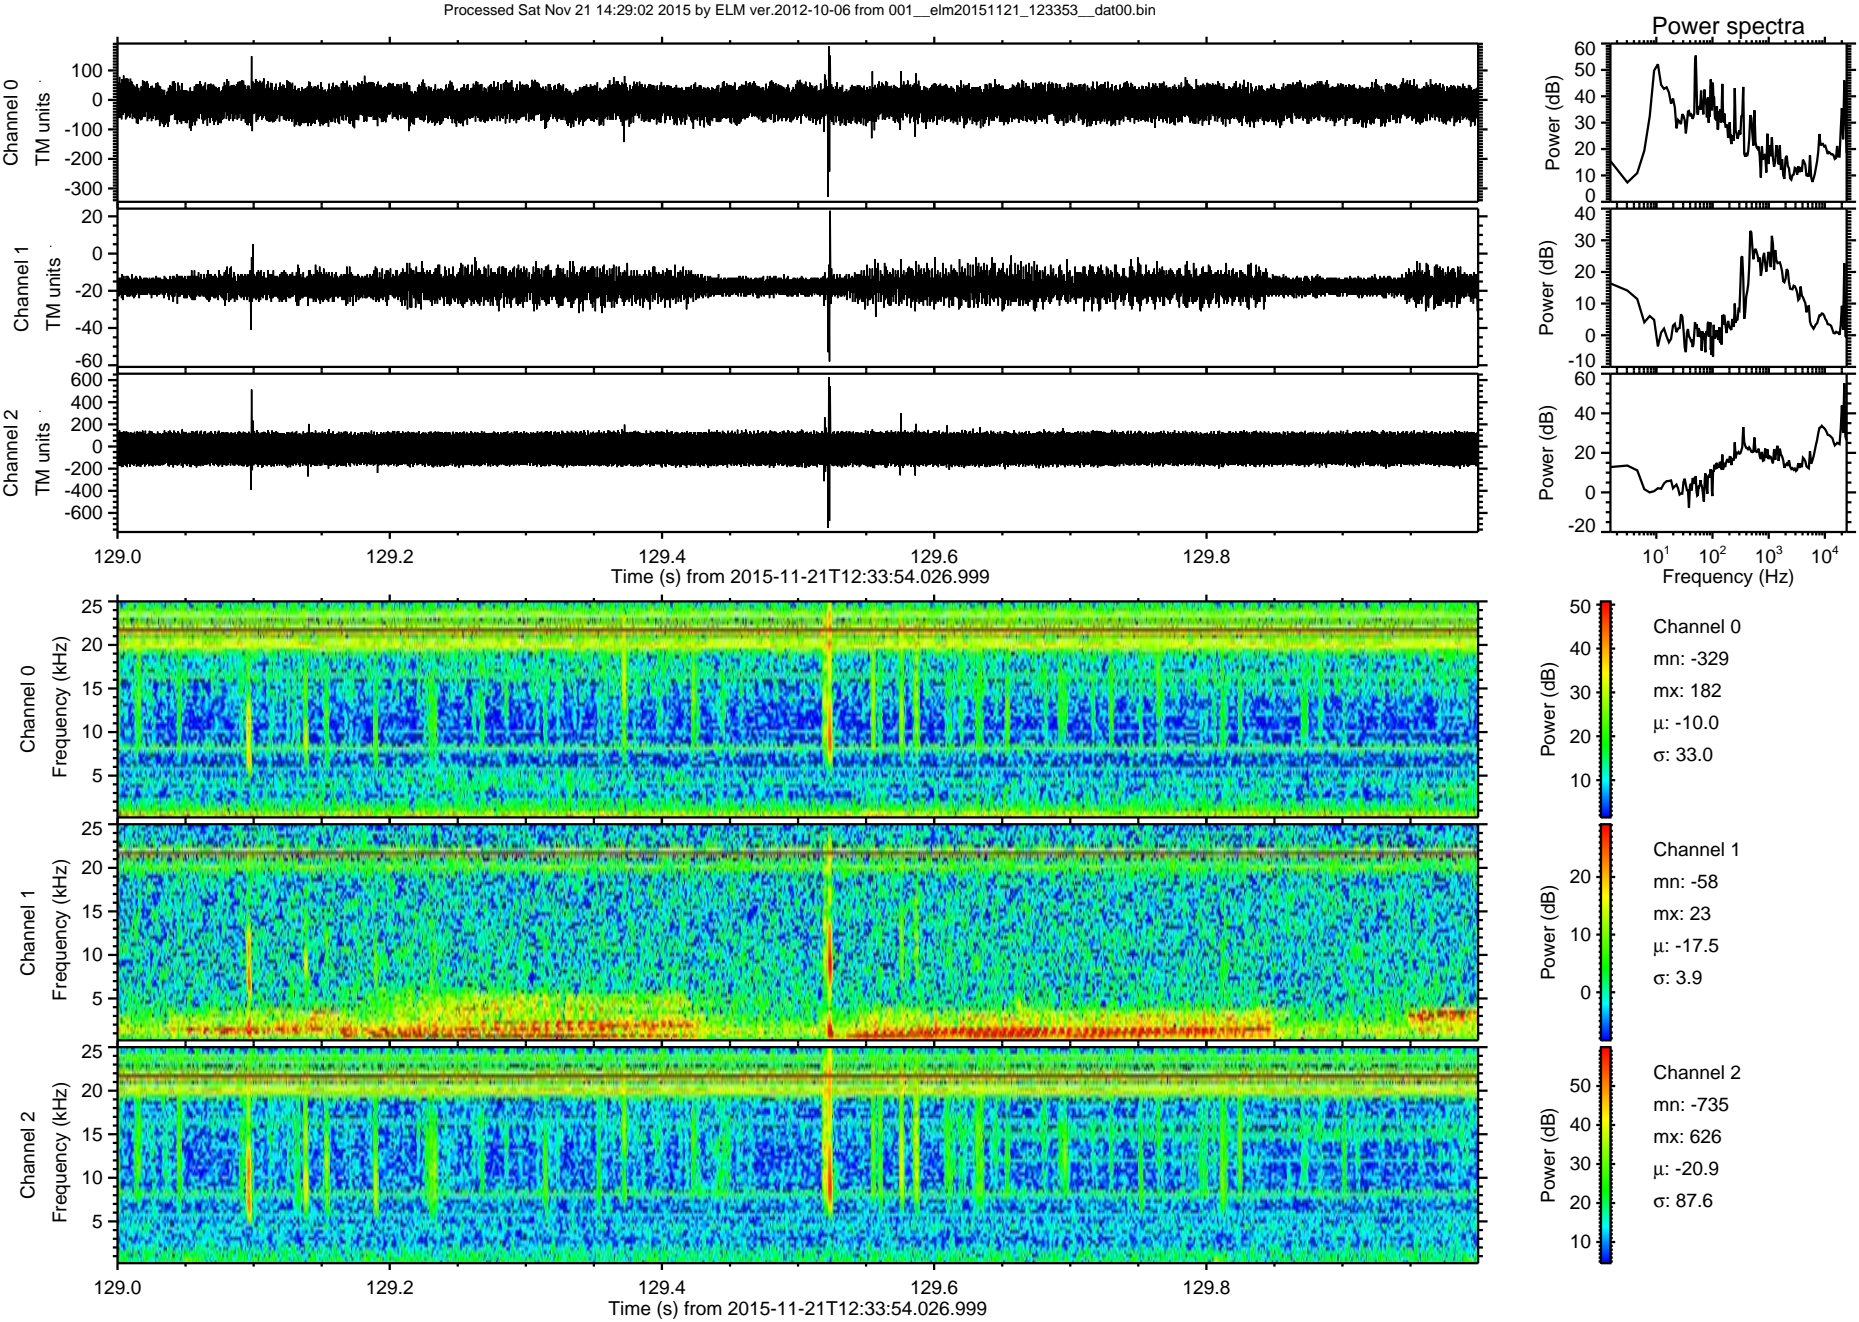 Processed Sat Nov 21 14:29:02 2015 by ELM ver.2012-10-06 from 001__elm20151121_123353__dat00.bin
Power spectra
Channel 0
TM units
100
0
-100
-200
-300
Power (dB)
60
50
40
30
20
10
0
Channel 1
TM units
20
0
-20
-40
-60
Power (dB)
40
30
20
10
0
-10
Channel 2
TM units
600
400
200
0
-200
-400
-600
Power (dB)
60
40
20
0
-20
129.0 129.2 129.4 129.6 129.8
Time (s) from 2015-11-21T12:33:54.026.999
10¹ 10² 10³ 10⁴
Frequency (Hz)
Channel 0
Frequency (kHz)
25
20
15
10
5
Power (dB)
50
40
30
20
10
Channel 0
mn: -329
mx: 182
µ: -10.0
σ: 33.0
Channel 1
Frequency (kHz)
25
20
15
10
5
Power (dB)
20
10
0
Channel 1
mn: -58
mx: 23
µ: -17.5
σ: 3.9
Channel 2
Frequency (kHz)
25
20
15
10
5
Power (dB)
50
40
30
20
10
Channel 2
mn: -735
mx: 626
µ: -20.9
σ: 87.6
129.0 129.2 129.4 129.6 129.8
Time (s) from 2015-11-21T12:33:54.026.999